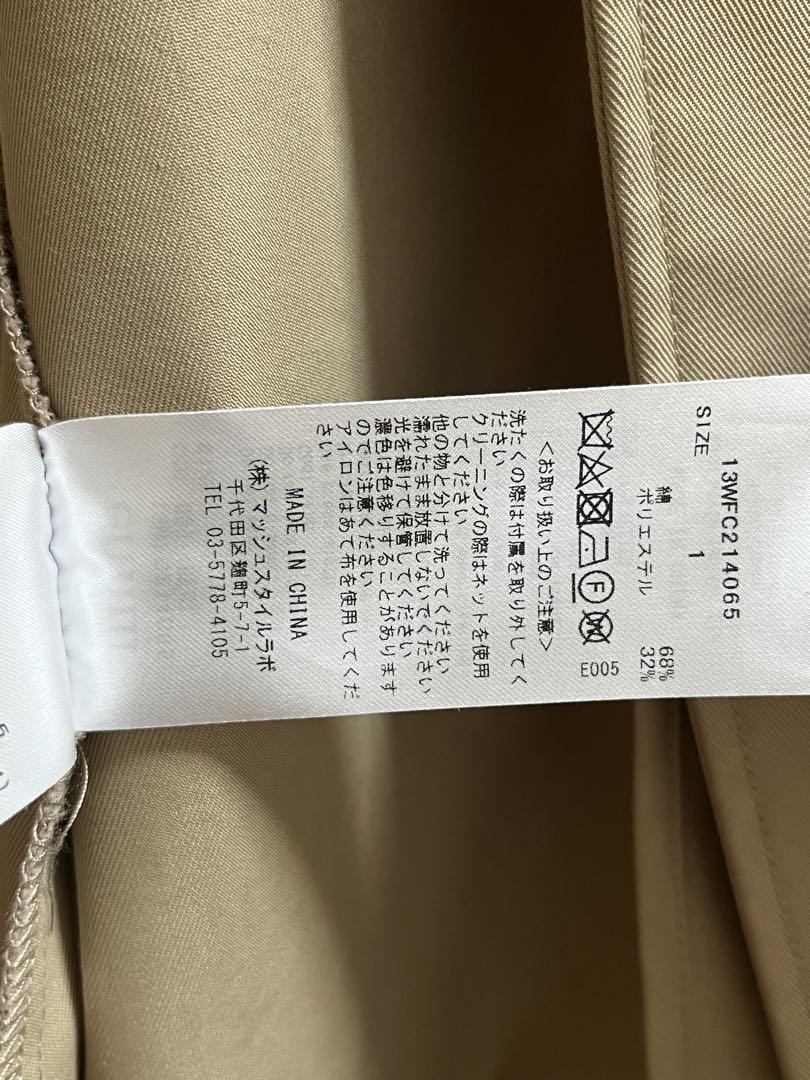 13WFC214065
SIZE 1
綿 68%
ポリエステル 32%
E005
<お取り扱い上のご注意>
洗たくの際は付属を取り外してく
ださい
クリーニングの際はネットを使用
してください
他の物と分けて洗ってください
濡れたまま放置しないでください
光を避けて保管してください
濃色は色移りすることがあります
のでご注意ください
アイロンはあて布を使用してくだ
さい
MADE IN CHINA
(株)マッシュスタイルラボ
千代田区麹町5-7-1
TEL 03-5778-4105